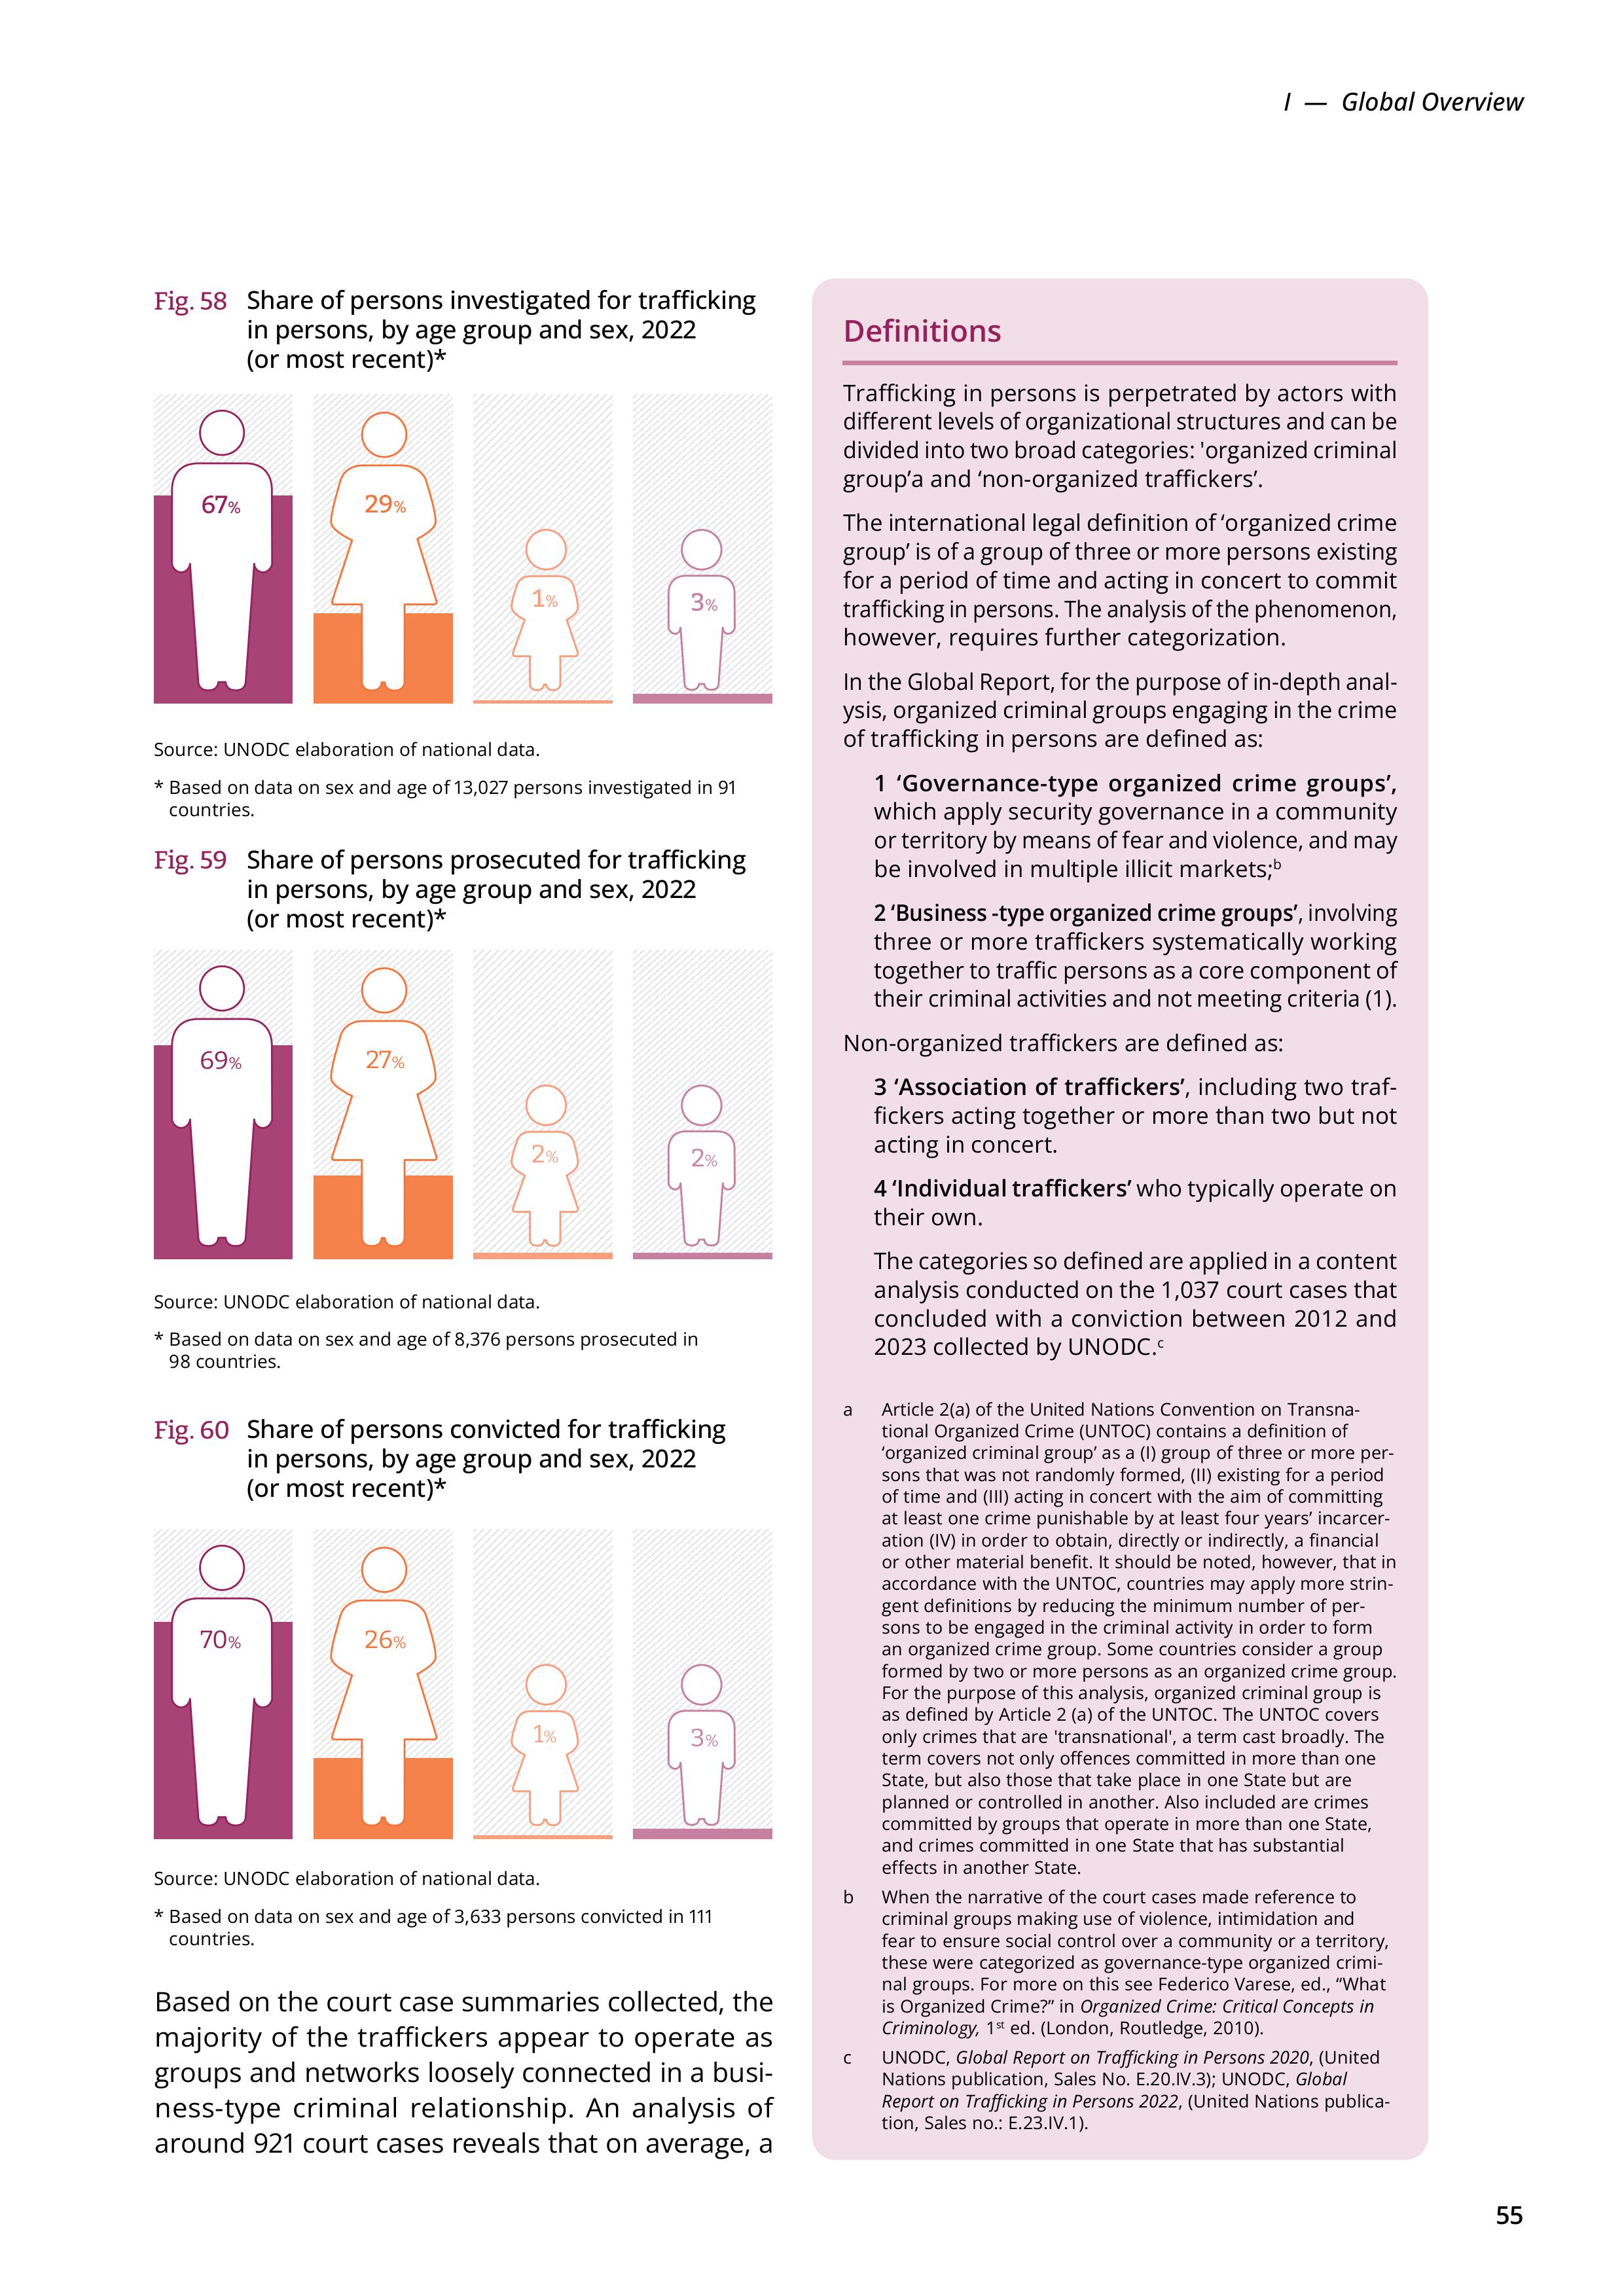 I — Global Overview
Fig. 58 Share of persons investigated for trafficking
in persons, by age group and sex, 2022
(or most recent)*
67%
29%
1%
3%
Source: UNODC elaboration of national data.
* Based on data on sex and age of 13,027 persons investigated in 91
countries.
Fig. 59 Share of persons prosecuted for trafficking
in persons, by age group and sex, 2022
(or most recent)*
69%
27%
2%
2%
Source: UNODC elaboration of national data.
* Based on data on sex and age of 8,376 persons prosecuted in
98 countries.
Fig. 60 Share of persons convicted for trafficking
in persons, by age group and sex, 2022
(or most recent)*
70%
26%
1%
3%
Source: UNODC elaboration of national data.
* Based on data on sex and age of 3,633 persons convicted in 111
countries.
Based on the court case summaries collected, the
majority of the traffickers appear to operate as
groups and networks loosely connected in a busi-
ness-type criminal relationship. An analysis of
around 921 court cases reveals that on average, a
Definitions
Trafficking in persons is perpetrated by actors with
different levels of organizational structures and can be
divided into two broad categories: 'organized criminal
group'a and ‘non-organized traffickers’.
The international legal definition of ‘organized crime
group’ is of a group of three or more persons existing
for a period of time and acting in concert to commit
trafficking in persons. The analysis of the phenomenon,
however, requires further categorization.
In the Global Report, for the purpose of in-depth anal-
ysis, organized criminal groups engaging in the crime
of trafficking in persons are defined as:
1 ‘Governance-type organized crime groups’,
which apply security governance in a community
or territory by means of fear and violence, and may
be involved in multiple illicit markets;b
2 ‘Business -type organized crime groups’, involving
three or more traffickers systematically working
together to traffic persons as a core component of
their criminal activities and not meeting criteria (1).
Non-organized traffickers are defined as:
3 ‘Association of traffickers’, including two traf-
fickers acting together or more than two but not
acting in concert.
4 ‘Individual traffickers’ who typically operate on
their own.
The categories so defined are applied in a content
analysis conducted on the 1,037 court cases that
concluded with a conviction between 2012 and
2023 collected by UNODC.c
a Article 2(a) of the United Nations Convention on Transna-
tional Organized Crime (UNTOC) contains a definition of
‘organized criminal group’ as a (I) group of three or more per-
sons that was not randomly formed, (II) existing for a period
of time and (III) acting in concert with the aim of committing
at least one crime punishable by at least four years’ incarcer-
ation (IV) in order to obtain, directly or indirectly, a financial
or other material benefit. It should be noted, however, that in
accordance with the UNTOC, countries may apply more strin-
gent definitions by reducing the minimum number of per-
sons to be engaged in the criminal activity in order to form
an organized crime group. Some countries consider a group
formed by two or more persons as an organized crime group.
For the purpose of this analysis, organized criminal group is
as defined by Article 2 (a) of the UNTOC. The UNTOC covers
only crimes that are 'transnational', a term cast broadly. The
term covers not only offences committed in more than one
State, but also those that take place in one State but are
planned or controlled in another. Also included are crimes
committed by groups that operate in more than one State,
and crimes committed in one State that has substantial
effects in another State.
b When the narrative of the court cases made reference to
criminal groups making use of violence, intimidation and
fear to ensure social control over a community or a territory,
these were categorized as governance-type organized crimi-
nal groups. For more on this see Federico Varese, ed., “What
is Organized Crime?” in Organized Crime: Critical Concepts in
Criminology, 1st ed. (London, Routledge, 2010).
c UNODC, Global Report on Trafficking in Persons 2020, (United
Nations publication, Sales No. E.20.IV.3); UNODC, Global
Report on Trafficking in Persons 2022, (United Nations publica-
tion, Sales no.: E.23.IV.1).
55